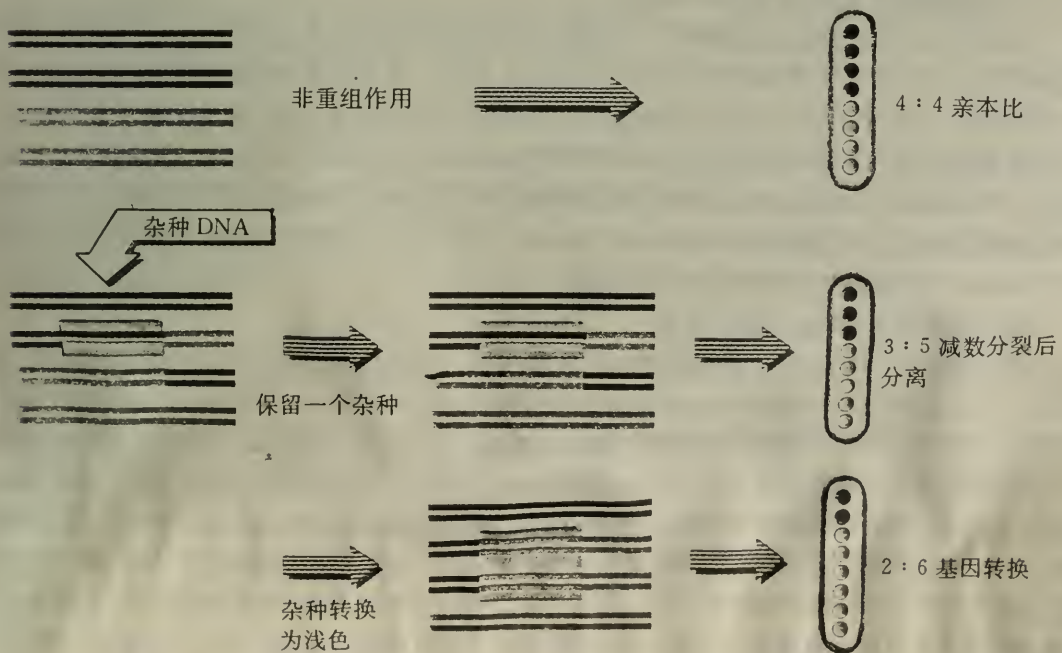 非重组作用
4：4 亲本比
杂种 DNA
保留一个杂种
3：5 减数分裂后
分离
杂种转换
为浅色
2：6 基因转换